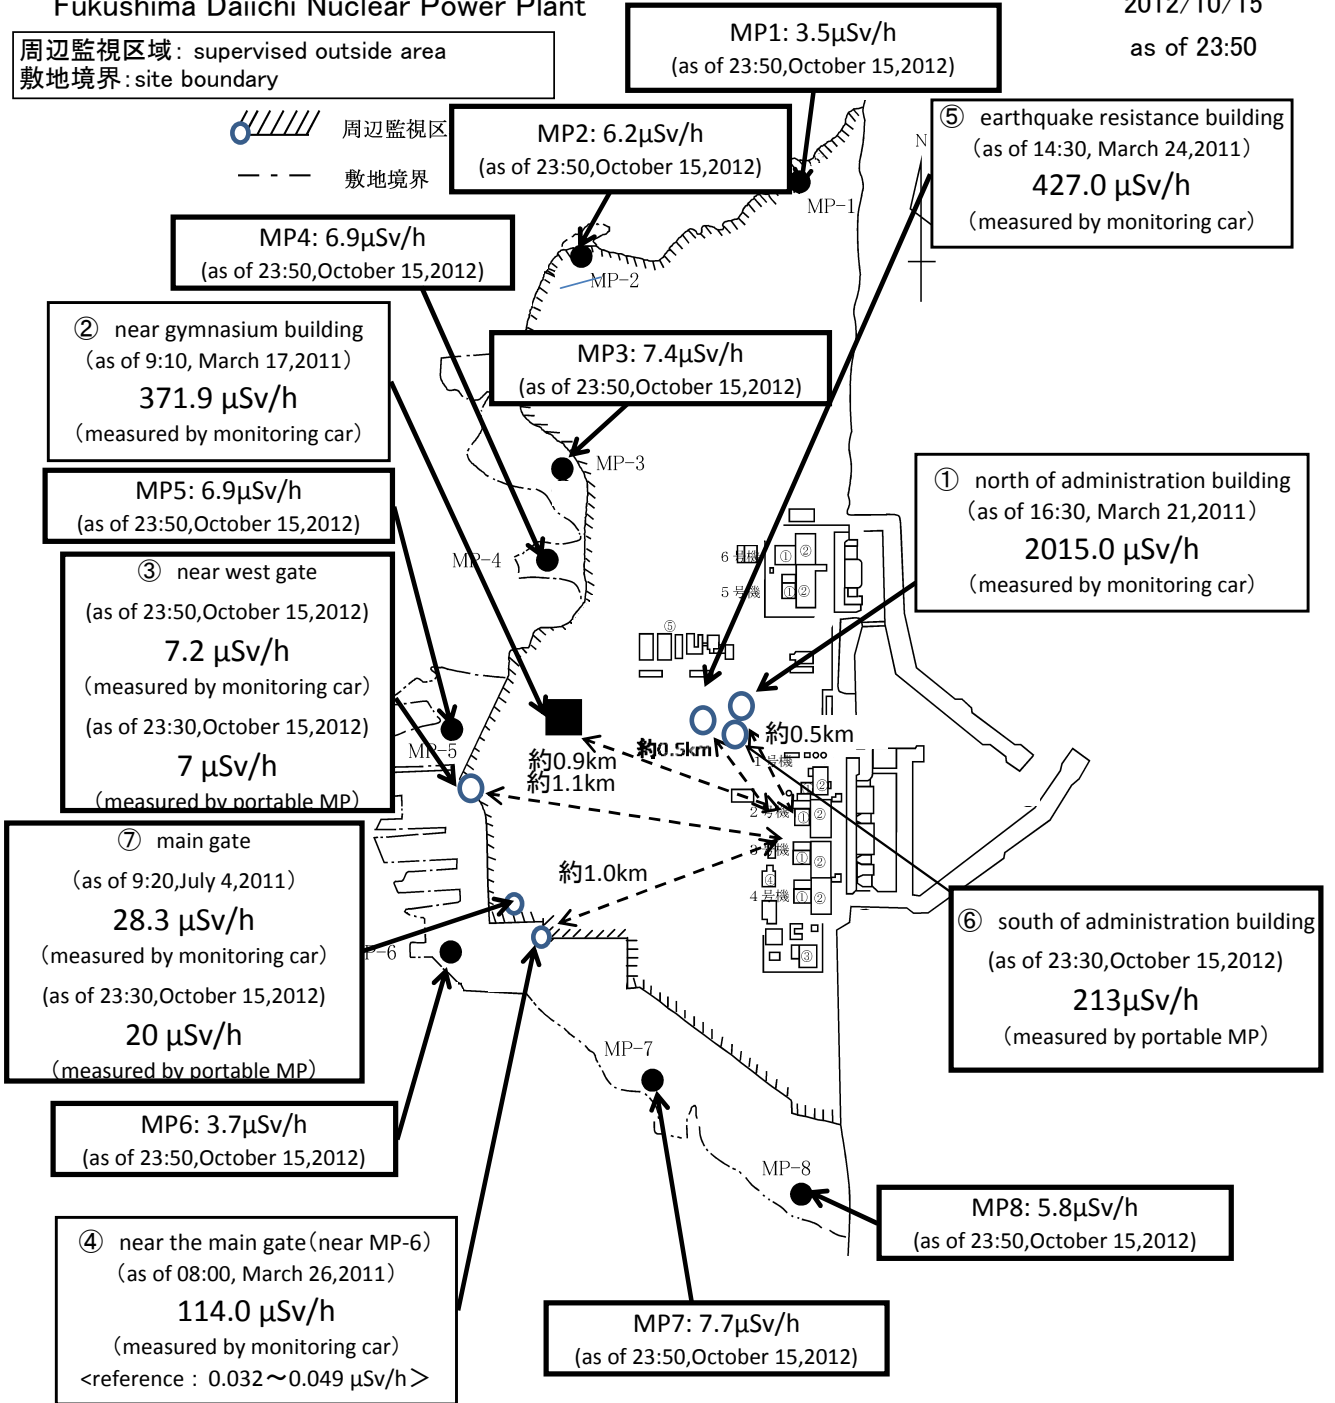 Fukushima Daiichi Nuclear Power Plant
2012/10/15
as of 23:50
周辺監視区域: supervised outside area
敷地境界:site boundary
周辺監視区
敷地境界
MP1: 3.5μSv/h
(as of 23:50,October 15,2012)
MP2: 6.2μSv/h
(as of 23:50,October 15,2012)
⑤ earthquake resistance building
(as of 14:30, March 24,2011)
427.0 μSv/h
(measured by monitoring car)
N
MP-1
MP4: 6.9μSv/h
(as of 23:50,October 15,2012)
MP-2
② near gymnasium building
(as of 9:10, March 17,2011)
371.9 μSv/h
(measured by monitoring car)
MP3: 7.4μSv/h
(as of 23:50,October 15,2012)
MP-3
MP5: 6.9μSv/h
(as of 23:50,October 15,2012)
① north of administration building
(as of 16:30, March 21,2011)
2015.0 μSv/h
(measured by monitoring car)
MP-4
6号機
① ②
5号機
① ②
③ near west gate
(as of 23:50,October 15,2012)
7.2 μSv/h
(measured by monitoring car)
(as of 23:30,October 15,2012)
7 μSv/h
(measured by portable MP)
⑤
MP-5
約0.9km
約1.1km
約0.5km
約0.5km
1号機
②
2号機
① ②
3号機
① ②
④
4号機
① ②
③
約1.0km
⑦ main gate
(as of 9:20,July 4,2011)
28.3 μSv/h
(measured by monitoring car)
(as of 23:30,October 15,2012)
20 μSv/h
(measured by portable MP)
P-6
⑥ south of administration building
(as of 23:30,October 15,2012)
213μSv/h
(measured by portable MP)
MP-7
MP6: 3.7μSv/h
(as of 23:50,October 15,2012)
MP-8
MP8: 5.8μSv/h
(as of 23:50,October 15,2012)
④ near the main gate(near MP-6)
(as of 08:00, March 26,2011)
114.0 μSv/h
(measured by monitoring car)
<reference : 0.032～0.049 μSv/h>
MP7: 7.7μSv/h
(as of 23:50,October 15,2012)